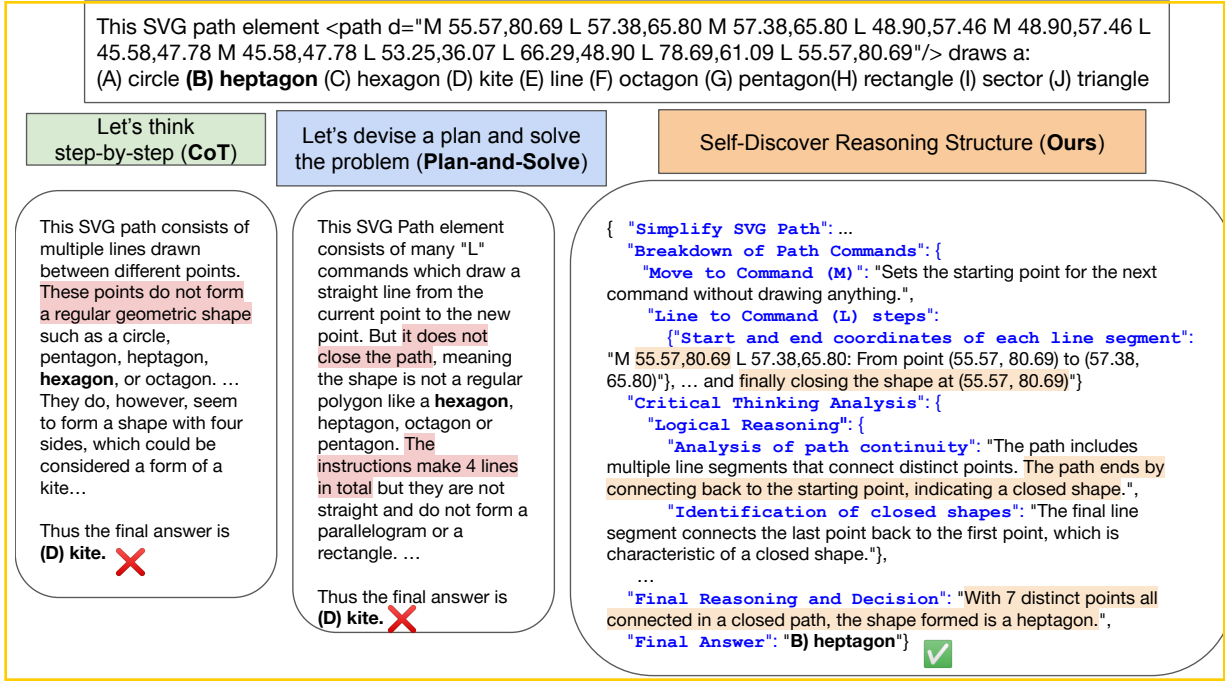 This SVG path element <path d="M 55.57,80.69 L 57.38,65.80 M 57.38,65.80 L 48.90,57.46 M 48.90,57.46 L
45.58,47.78 M 45.58,47.78 L 53.25,36.07 L 66.29,48.90 L 78.69,61.09 L 55.57,80.69"/> draws a:
(A) circle (B) heptagon (C) hexagon (D) kite (E) line (F) octagon (G) pentagon(H) rectangle (I) sector (J) triangle
Let's think
step-by-step (CoT)
This SVG path consists of
multiple lines drawn
between different points.
These points do not form
a regular geometric shape
such as a circle,
pentagon, heptagon,
hexagon, or octagon. …
They do, however, seem
to form a shape with four
sides, which could be
considered a form of a
kite…
Thus the final answer is
(D) kite.
Let's devise a plan and solve
the problem (Plan-and-Solve)
This SVG Path element
consists of many "L"
commands which draw a
straight line from the
current point to the new
point. But it does not
close the path, meaning
the shape is not a regular
polygon like a hexagon,
heptagon, octagon or
pentagon. The
instructions make 4 lines
in total but they are not
straight and do not form a
parallelogram or a
rectangle. …
Thus the final answer is
(D) kite.
Self-Discover Reasoning Structure (Ours)
{ "Simplify SVG Path": ...
"Breakdown of Path Commands": {
"Move to Command (M)": "Sets the starting point for the next
command without drawing anything.",
"Line to Command (L) steps":
{"Start and end coordinates of each line segment":
"M 55.57,80.69 L 57.38,65.80: From point (55.57, 80.69) to (57.38,
65.80)"}, … and finally closing the shape at (55.57, 80.69)"}
"Critical Thinking Analysis": {
"Logical Reasoning": {
"Analysis of path continuity": "The path includes
multiple line segments that connect distinct points. The path ends by
connecting back to the starting point, indicating a closed shape.",
"Identification of closed shapes": "The final line
segment connects the last point back to the first point, which is
characteristic of a closed shape."},
…
"Final Reasoning and Decision": "With 7 distinct points all
connected in a closed path, the shape formed is a heptagon.",
"Final Answer": "B) heptagon"}